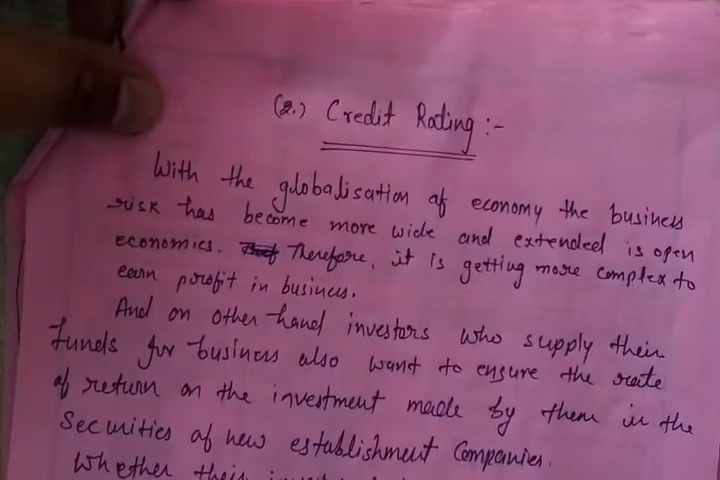 (2.) Credit Rating :-
With the globalisation of economy the business
risk has become more wide and extended is open
economics. Therefore, it is getting more complex to
earn profit in business.
And on other hand investors who supply their
funds for business also want to ensure the rate
of return on the investment made by them in the
Securities of new establishment Companies.
Whether their